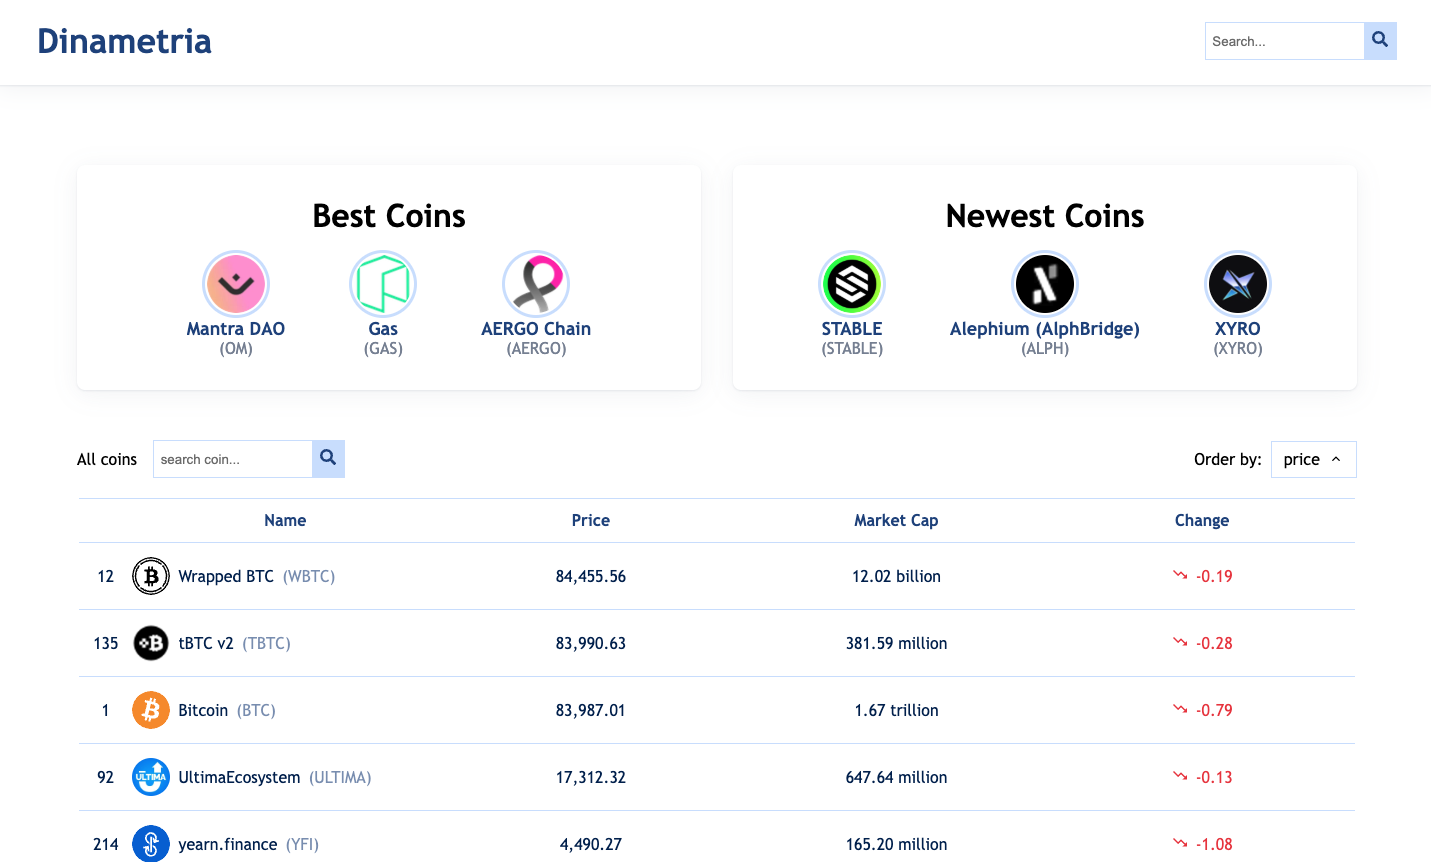 Dinametria
Search...
Best Coins
Mantra DAO
(OM)
Gas
(GAS)
AERGO Chain
(AERGO)
Newest Coins
STABLE
(STABLE)
Alephium (AlphBridge)
(ALPH)
XYRO
(XYRO)
All coins
search coin...
Order by:
price
Name Price Market Cap Change
12 Wrapped BTC (WBTC) 84,455.56 12.02 billion -0.19
135 tBTC v2 (TBTC) 83,990.63 381.59 million -0.28
1 Bitcoin (BTC) 83,987.01 1.67 trillion -0.79
92 ULTIMA UltimaEcosystem (ULTIMA) 17,312.32 647.64 million -0.13
214 yearn.finance (YFI) 4,490.27 165.20 million -1.08